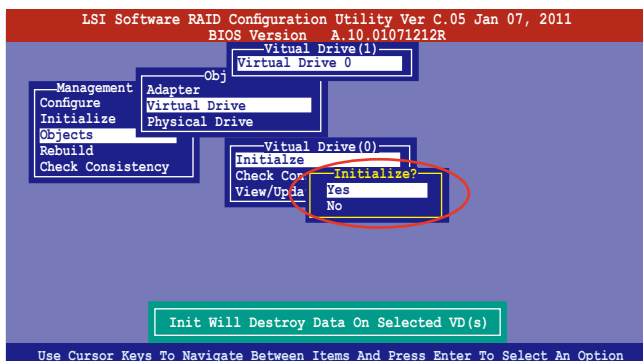 LSI Software RAID Configuration Utility Ver C.05 Jan 07, 2011
BIOS Version A.10.01071212R
Vitual Drive(1)
Virtual Drive 0
Obj
Adapter
Virtual Drive
Physical Drive
Management
Configure
Initialize
Objects
Rebuild
Check Consistency
Vitual Drive(0)
Initialze
Check Con
View/Upda
Initialize?
Yes
No
Init Will Destroy Data On Selected VD(s)
Use Cursor Keys To Navigate Between Items And Press Enter To Select An Option